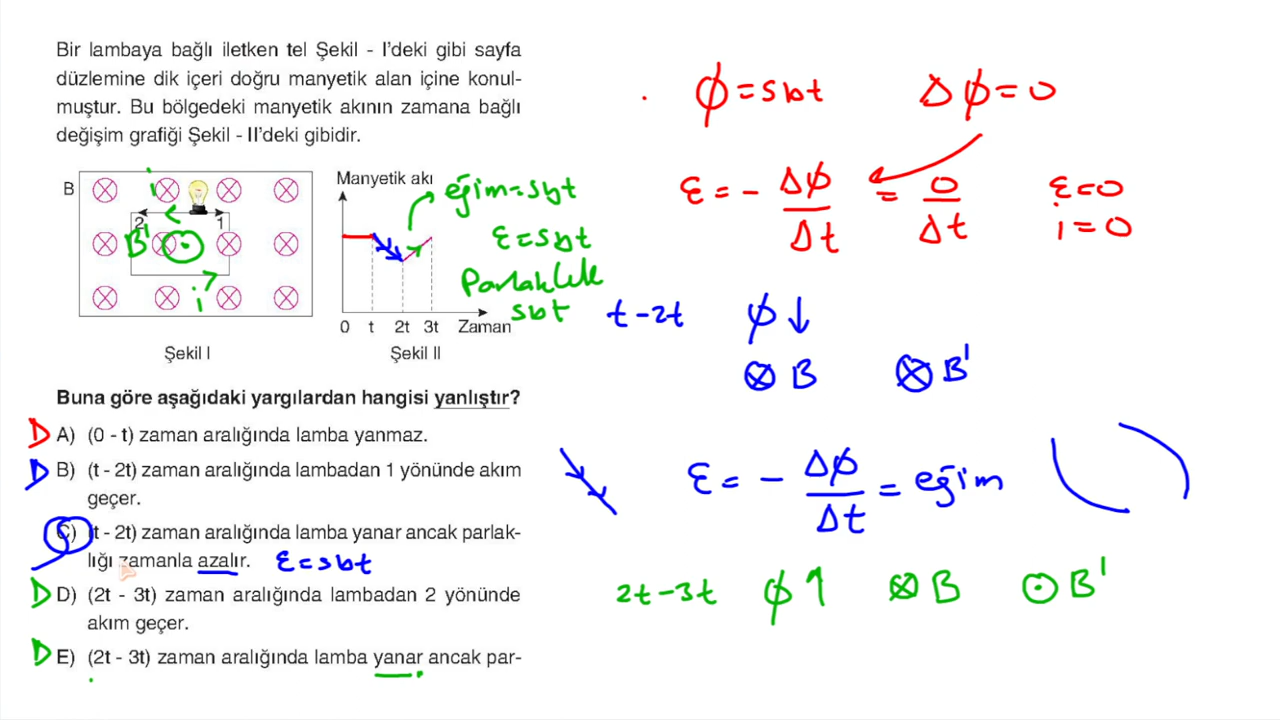 Bir lambaya bağlı iletken tel Şekil - I'deki gibi sayfa
düzlemine dik içeri doğru manyetik alan içine konul-
muştur. Bu bölgedeki manyetik akının zamana bağlı
değişim grafiği Şekil - II'deki gibidir.
B
i
2
1
B'
i
Şekil I
Manyetik akı
0 t 2t 3t Zaman
Şekil II
eğim=sbt
ε=sbt
Parlaklık
sbt
Buna göre aşağıdaki yargılardan hangisi yanlıştır?
D A) (0 - t) zaman aralığında lamba yanmaz.
D B) (t - 2t) zaman aralığında lambadan 1 yönünde akım
geçer.
C) (t - 2t) zaman aralığında lamba yanar ancak parlak-
lığı zamanla azalır. ε=sbt
D D) (2t - 3t) zaman aralığında lambadan 2 yönünde
akım geçer.
D E) (2t - 3t) zaman aralığında lamba yanar ancak par-
ϕ=sbt Δϕ=0
ε= - Δϕ/Δt = 0/Δt ε=0
i=0
t-2t ϕ↓
⊗ B ⊗ B'
ε= - Δϕ/Δt = eğim
2t-3t ϕ↑ ⊗ B ⊙ B'